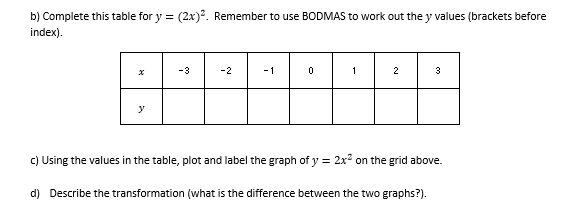 b) Complete this table for y = (2x)². Remember to use BODMAS to work out the y values (brackets before
index).
x -3 -2 -1 0 1 2 3
y
c) Using the values in the table, plot and label the graph of y = 2x² on the grid above.
d) Describe the transformation (what is the difference between the two graphs?).